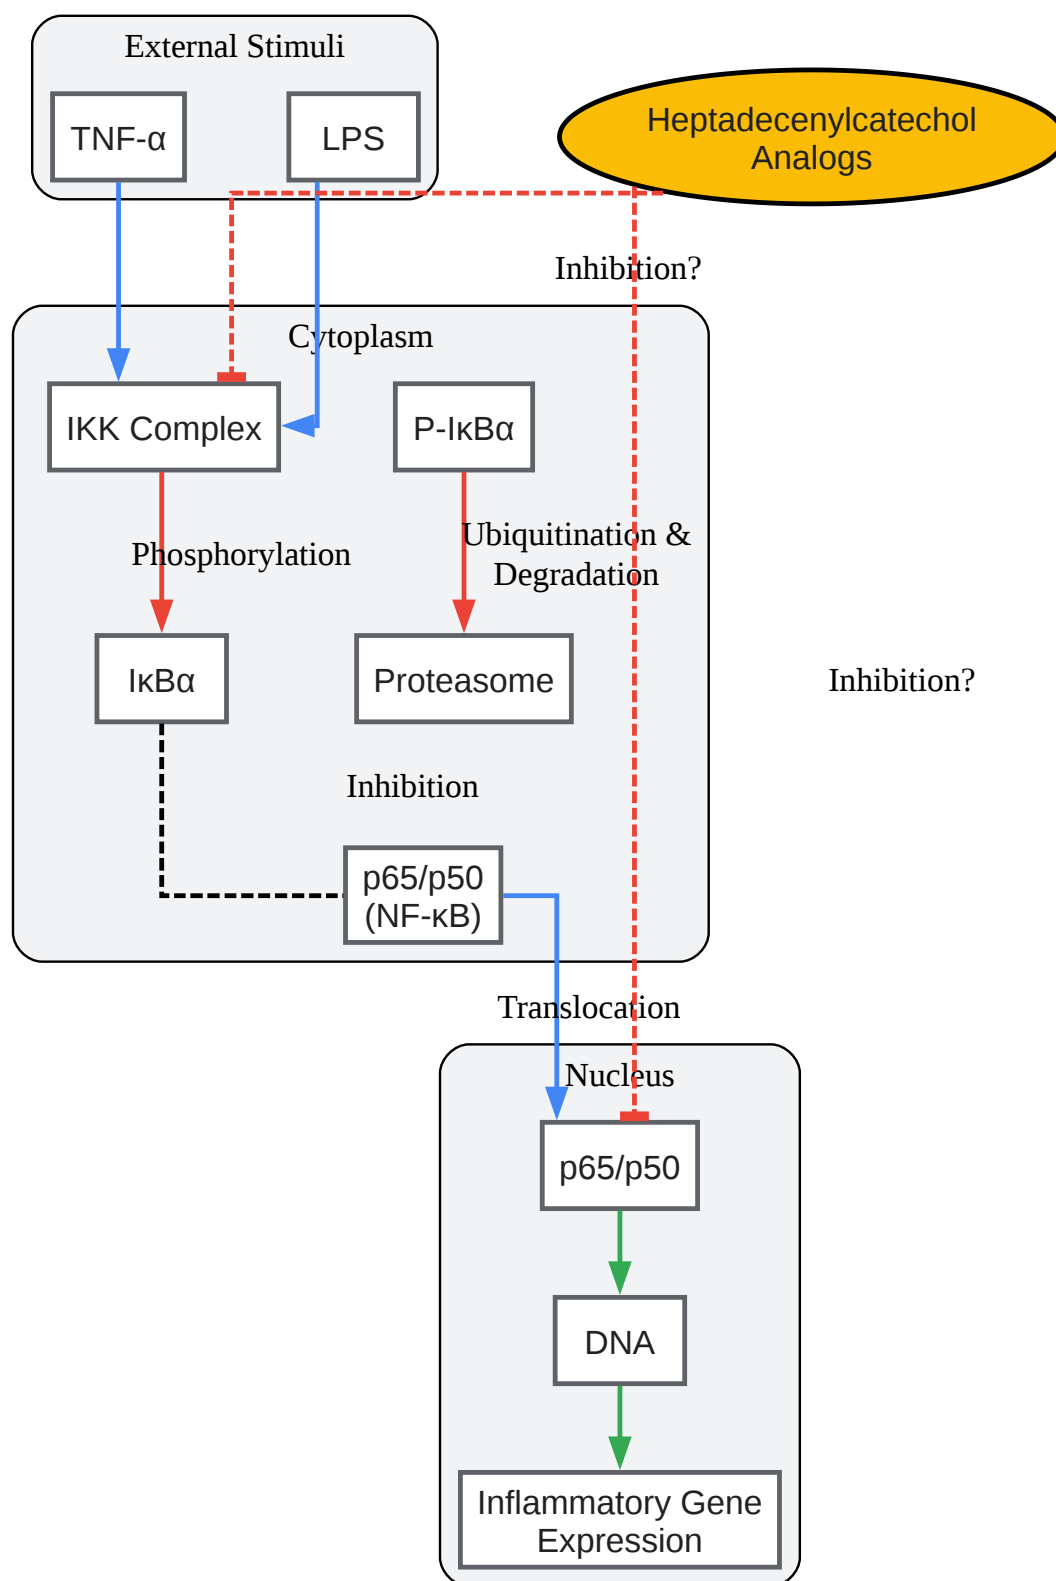 External Stimuli
TNF-α
LPS
Heptadecenylcatechol
Analogs
Inhibition?
Cytoplasm
IKK Complex
P-IκBα
Phosphorylation
Ubiquitination &
Degradation
IκBα
Proteasome
Inhibition?
Inhibition
p65/p50
(NF-κB)
Translocation
Nucleus
p65/p50
DNA
Inflammatory Gene
Expression